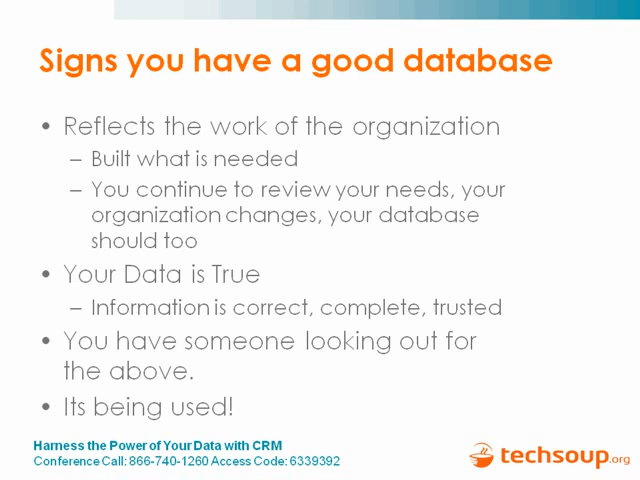 Signs you have a good database
• Reflects the work of the organization
– Built what is needed
– You continue to review your needs, your
organization changes, your database
should too
• Your Data is True
– Information is correct, complete, trusted
• You have someone looking out for
the above.
• Its being used!
Harness the Power of Your Data with CRM
Conference Call: 866-740-1260 Access Code: 6339392
techsoup.org